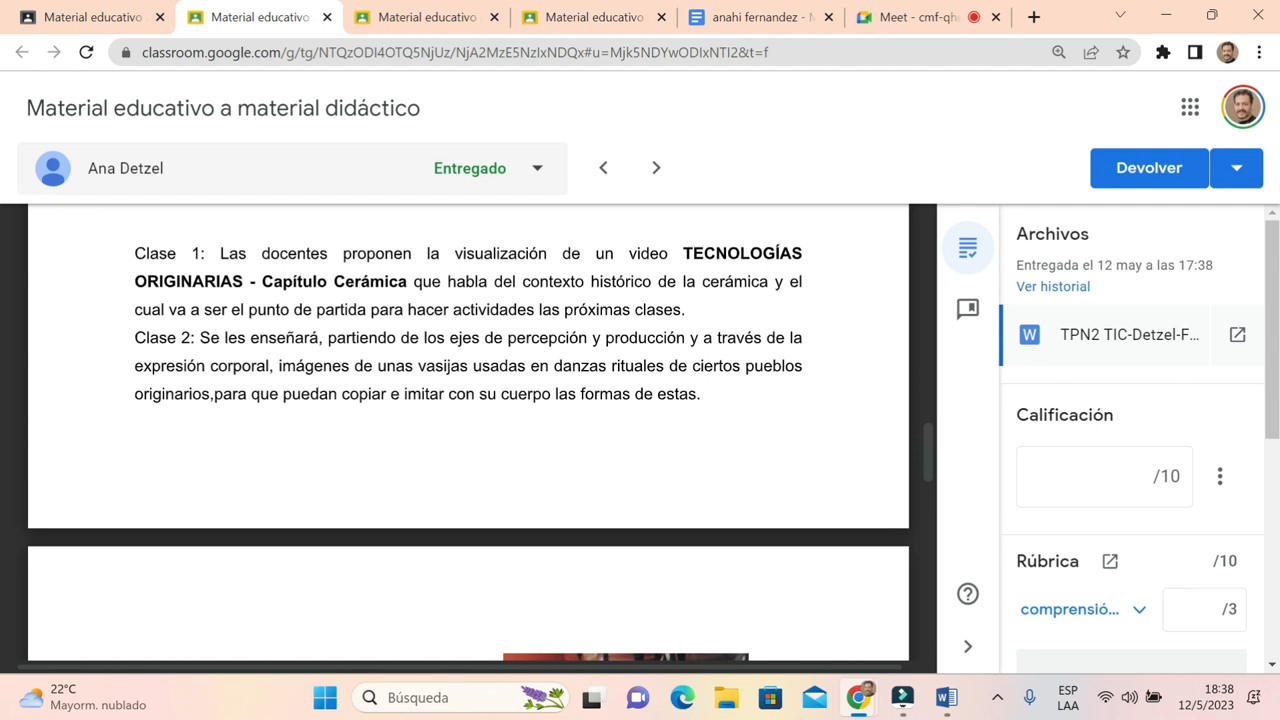 Material educativo
Material educativo
Material educativo
Material educativo
anahi fernandez - M
Meet - cmf-qh
classroom.google.com/g/tg/NTQzODI4OTQ5NjUz/NjA2MzE5NzIxNDQx#u=Mjk5NDYwODIxNTI2&t=f
Material educativo a material didáctico
Ana Detzel
Entregado
Devolver
Clase 1: Las docentes proponen la visualización de un video TECNOLOGÍAS
ORIGINARIAS - Capítulo Cerámica que habla del contexto histórico de la cerámica y el
cual va a ser el punto de partida para hacer actividades las próximas clases.
Clase 2: Se les enseñará, partiendo de los ejes de percepción y producción y a través de la
expresión corporal, imágenes de unas vasijas usadas en danzas rituales de ciertos pueblos
originarios,para que puedan copiar e imitar con su cuerpo las formas de estas.
Archivos
Entregada el 12 may a las 17:38
Ver historial
W TPN2 TIC-Detzel-F...
Calificación
/10
Rúbrica /10
comprensió... /3
22°C
Mayorm. nublado
Búsqueda
ESP
LAA
18:38
12/5/2023